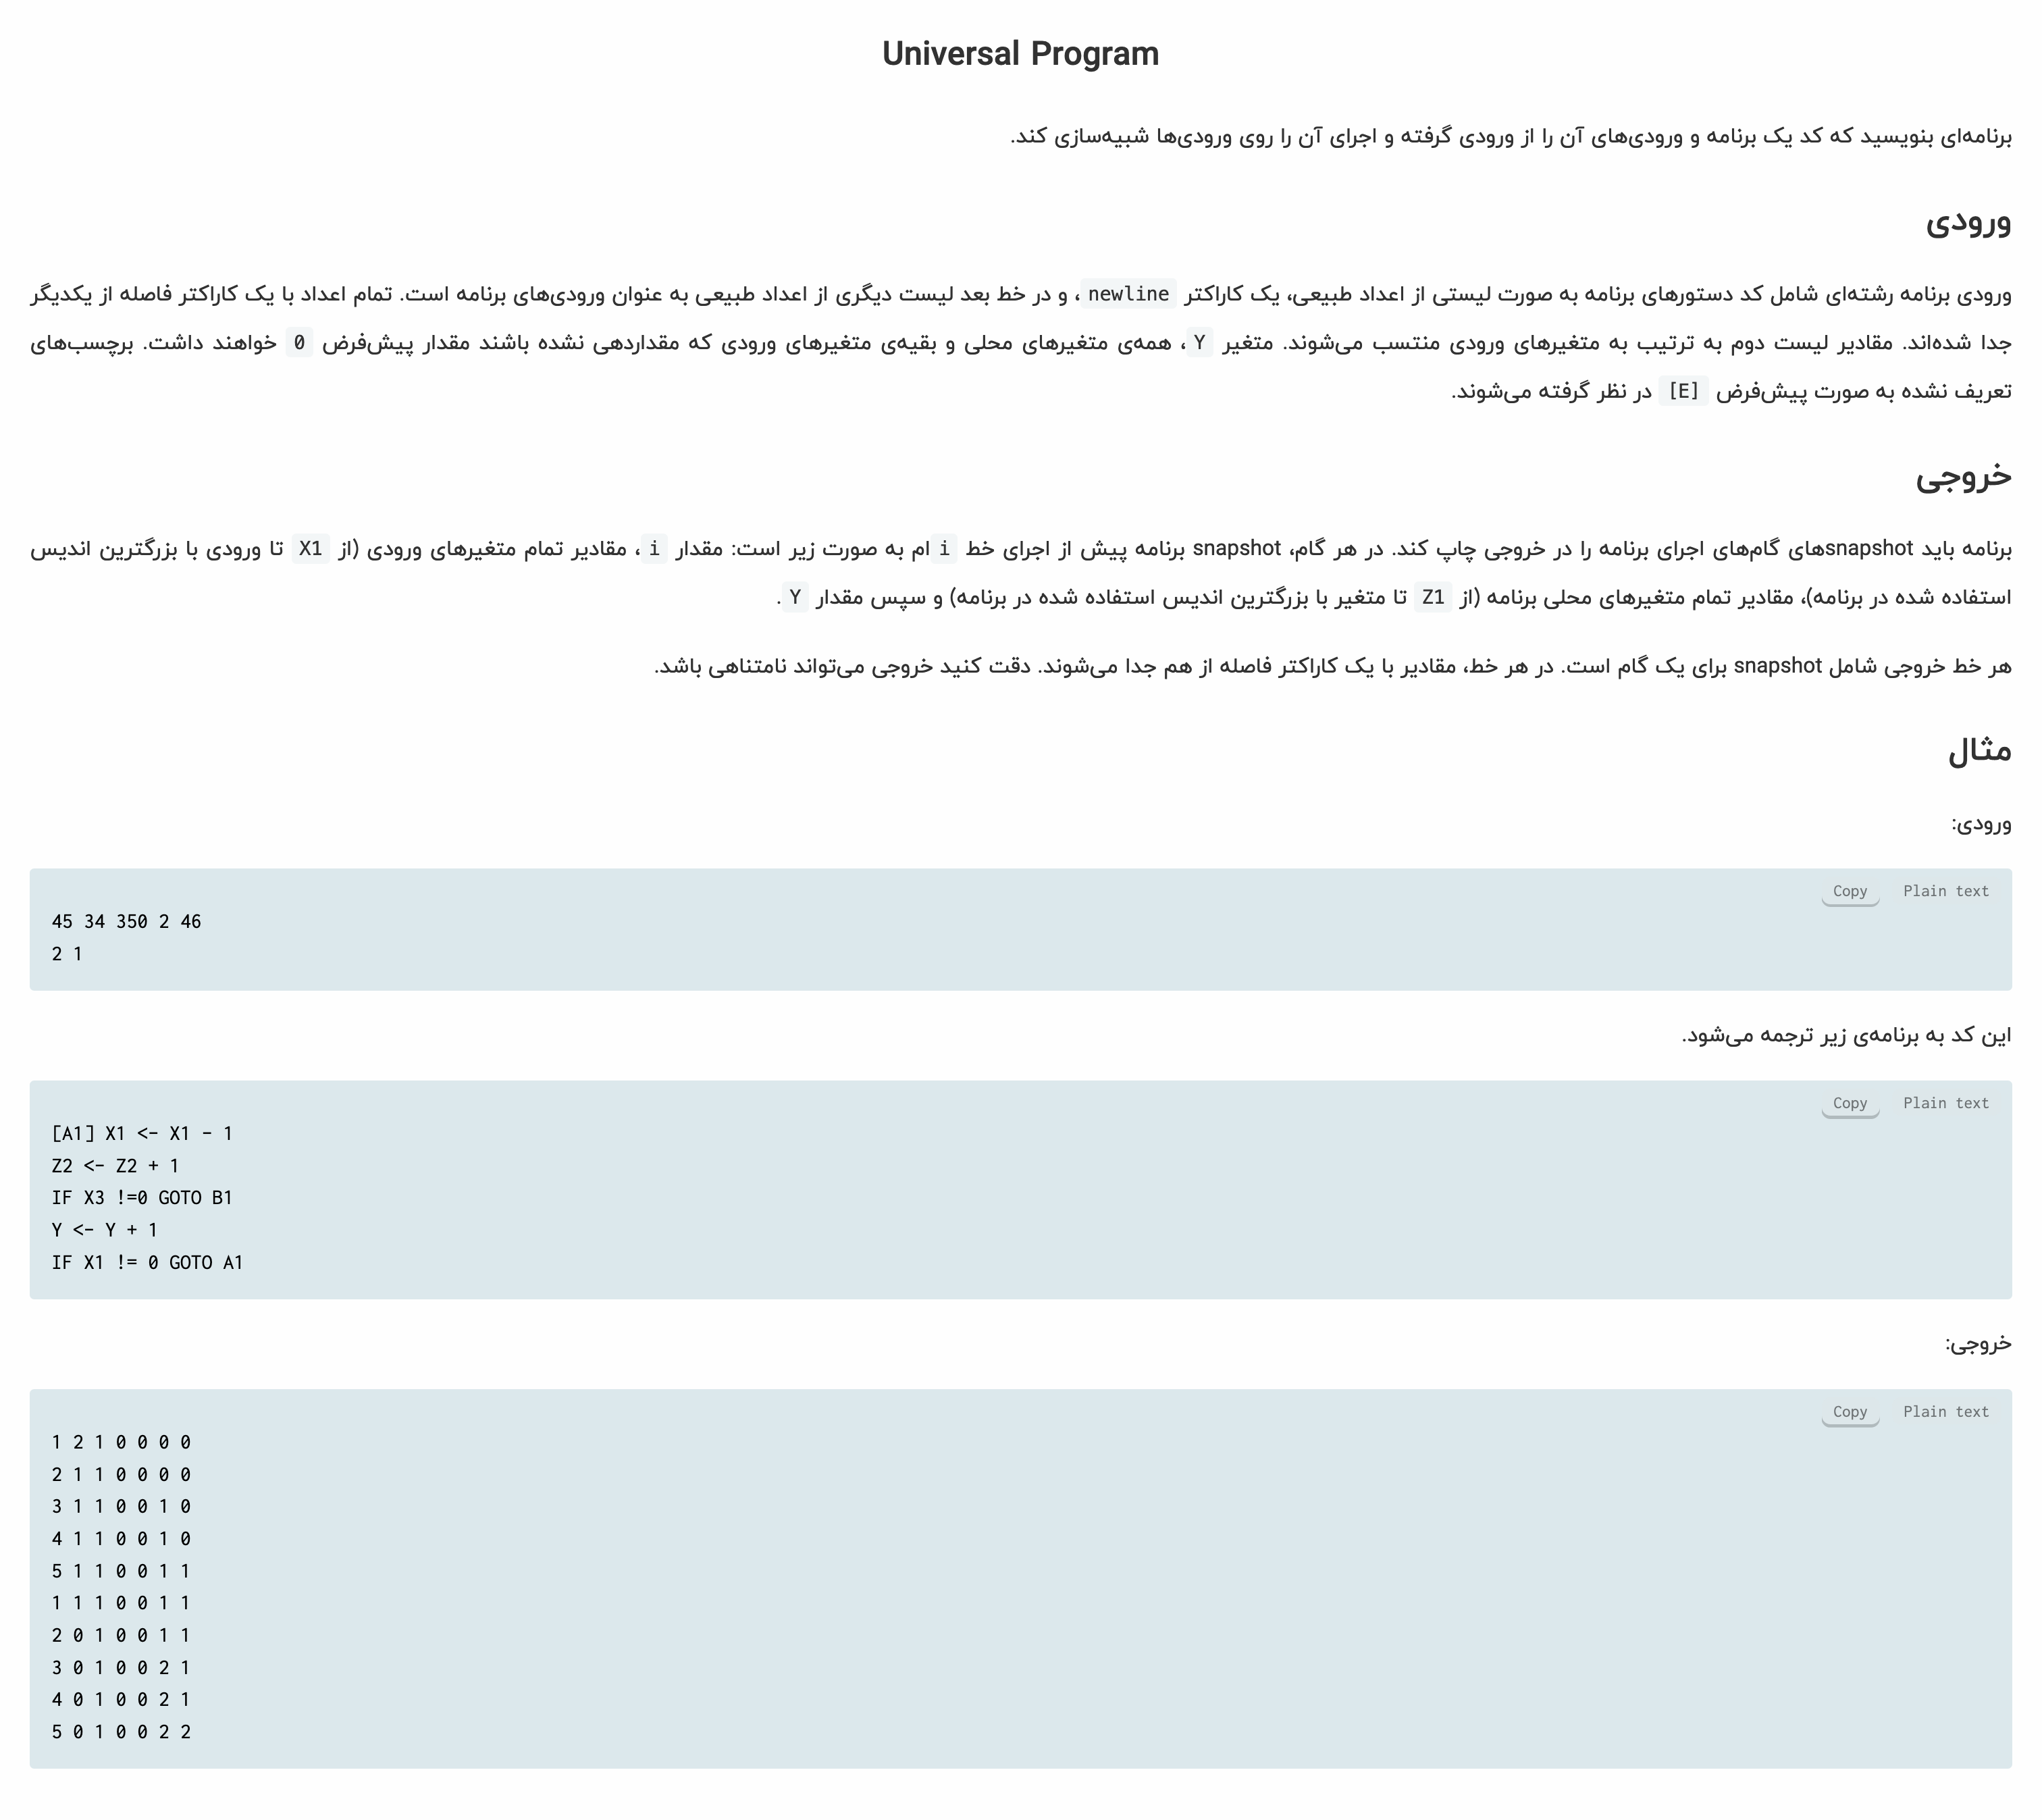 Universal Program
برنامه‌ای بنویسید که کد یک برنامه و ورودی‌های آن را از ورودی گرفته و اجرای آن را روی ورودی‌ها شبیه‌سازی کند.
ورودی
ورودی برنامه رشته‌ای شامل کد دستورهای برنامه به صورت لیستی از اعداد طبیعی، یک کاراکتر newline، و در خط بعد لیست دیگری از اعداد طبیعی به عنوان ورودی‌های برنامه است. تمام اعداد با یک کاراکتر فاصله از یکدیگر
جدا شده‌اند. مقادیر لیست دوم به ترتیب به متغیرهای ورودی منتسب می‌شوند. متغیر Y، همه‌ی متغیرهای محلی و بقیه‌ی متغیرهای ورودی که مقداردهی نشده باشند مقدار پیش‌فرض 0 خواهند داشت. برچسب‌های
تعریف نشده به صورت پیش‌فرض [E] در نظر گرفته می‌شوند.
خروجی
برنامه باید snapshotهای گام‌های اجرای برنامه را در خروجی چاپ کند. در هر گام، snapshot برنامه پیش از اجرای خط iام به صورت زیر است: مقدار i، مقادیر تمام متغیرهای ورودی (از X1 تا ورودی با بزرگترین اندیس
استفاده شده در برنامه)، مقادیر تمام متغیرهای محلی برنامه (از Z1 تا متغیر با بزرگترین اندیس استفاده شده در برنامه) و سپس مقدار Y.
هر خط خروجی شامل snapshot برای یک گام است. در هر خط، مقادیر با یک کاراکتر فاصله از هم جدا می‌شوند. دقت کنید خروجی می‌تواند نامتناهی باشد.
مثال
ورودی:
Copy Plain text
45 34 350 2 46
2 1
این کد به برنامه‌ی زیر ترجمه می‌شود.
Copy Plain text
[A1] X1 <- X1 - 1
Z2 <- Z2 + 1
IF X3 !=0 GOTO B1
Y <- Y + 1
IF X1 != 0 GOTO A1
خروجی:
Copy Plain text
1 2 1 0 0 0 0
2 1 1 0 0 0 0
3 1 1 0 0 1 0
4 1 1 0 0 1 0
5 1 1 0 0 1 1
1 1 1 0 0 1 1
2 0 1 0 0 1 1
3 0 1 0 0 2 1
4 0 1 0 0 2 1
5 0 1 0 0 2 2